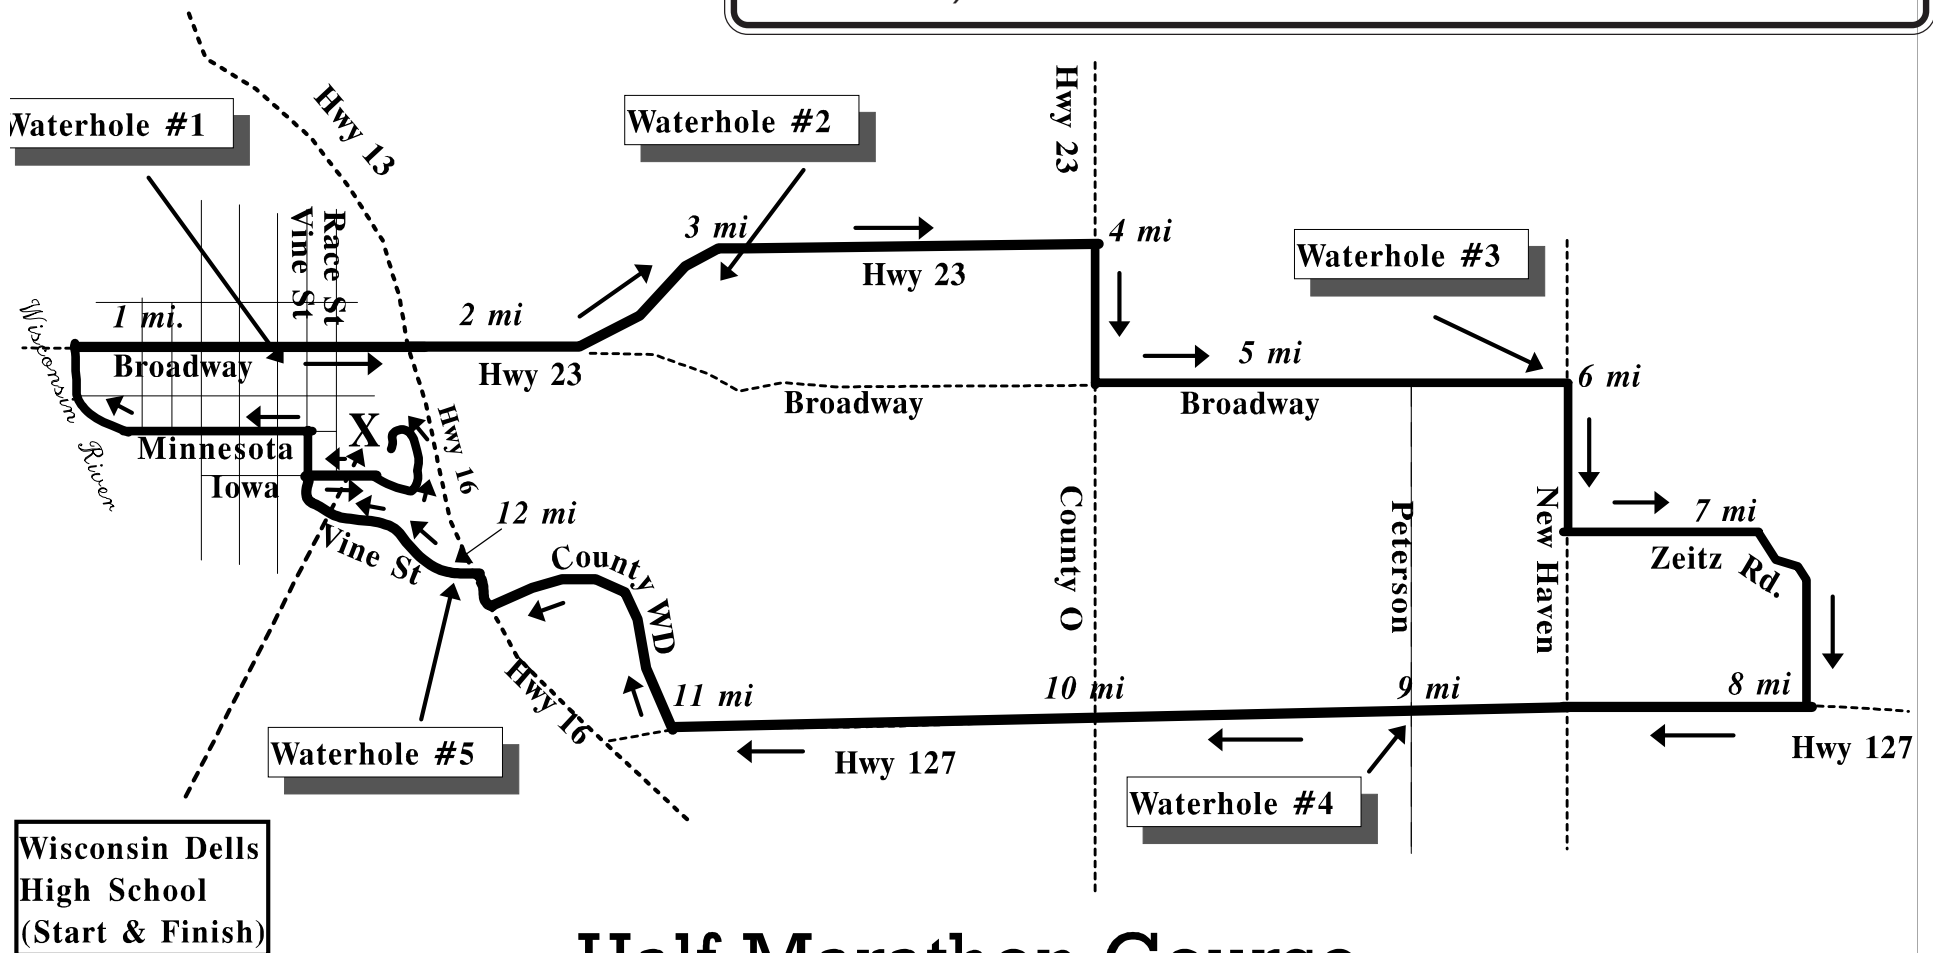 Hwy 13
Waterhole #1
Waterhole #2
Hwy 23
Race St
Vine St
3 mi
4 mi
Waterhole #3
Hwy 23
1 mi.
2 mi
Wisconsin River
Broadway
Hwy 23
5 mi
6 mi
Broadway
Broadway
X
Hwy 16
Minnesota
Iowa
12 mi
Vine St
County WD
County O
Peterson
New Haven
7 mi
Zeitz Rd.
Hwy 16
11 mi
10 mi
9 mi
8 mi
Waterhole #5
Hwy 127
Hwy 127
Waterhole #4
Wisconsin Dells
High School
(Start & Finish)
Half Marathon Course